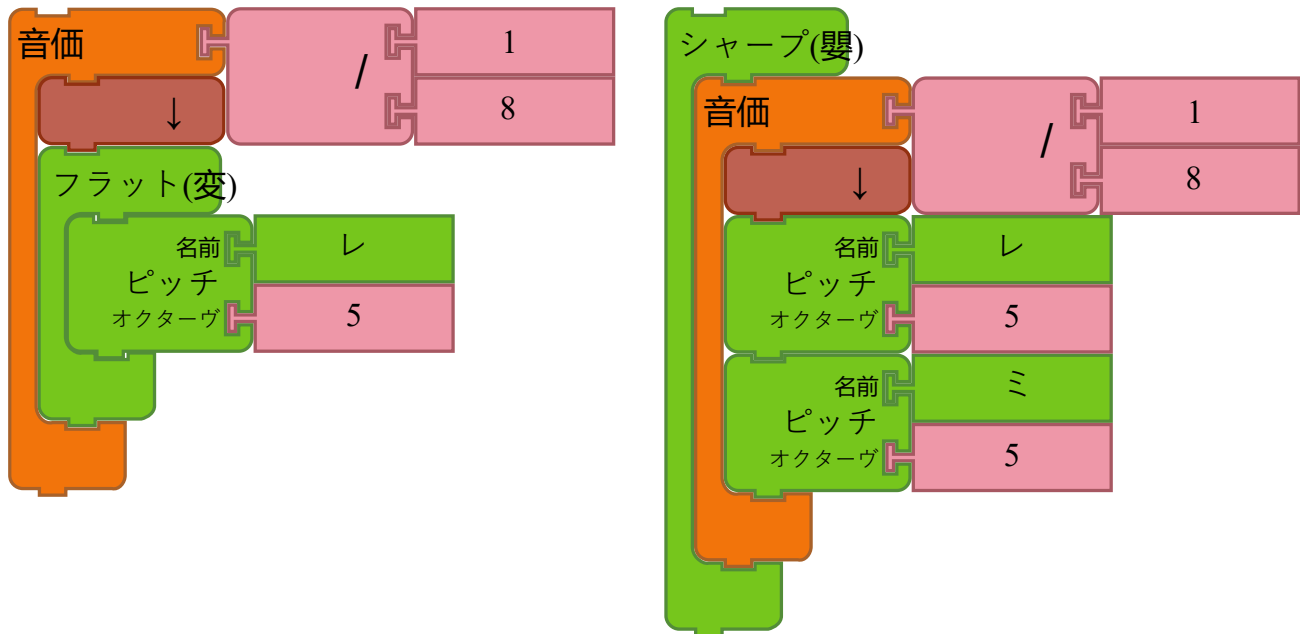 音価
/
1
8
↓
フラット(変)
名前
レ
ピッチ
オクターヴ
5
シャープ(嬰)
音価
/
1
8
↓
名前
レ
ピッチ
オクターヴ
5
名前
ミ
ピッチ
オクターヴ
5